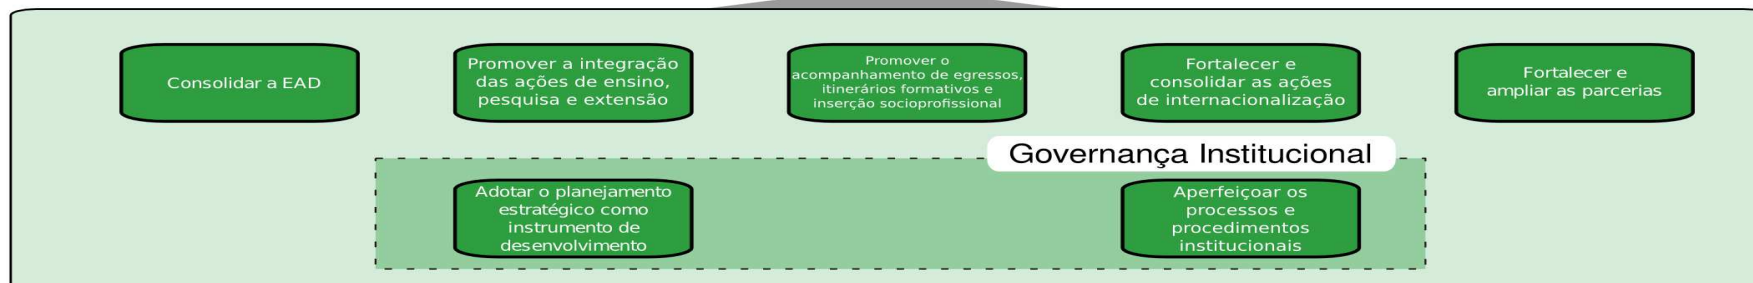 Consolidar a EAD
Promover a integração
das ações de ensino,
pesquisa e extensão
Promover o
acompanhamento de egressos,
itinerários formativos e
inserção socioprofissional
Fortalecer e
consolidar as ações
de internacionalização
Fortalecer e
ampliar as parcerias
Governança Institucional
Adotar o planejamento
estratégico como
instrumento de
desenvolvimento
Aperfeiçoar os
processos e
procedimentos
institucionais